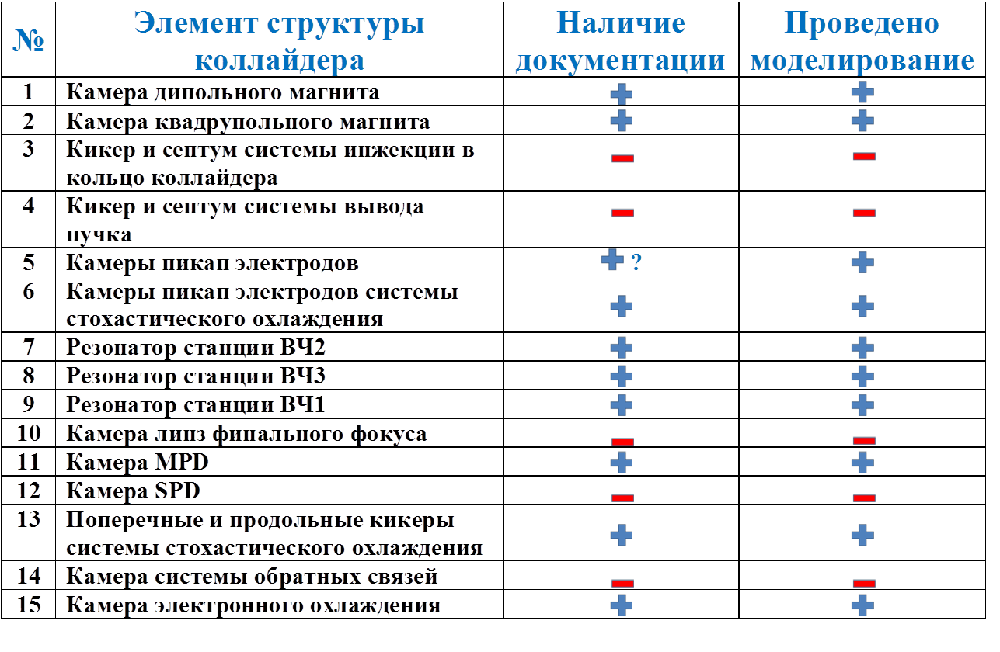 № Элемент структуры Наличие Проведено
коллайдера документации моделирование
1 Камера дипольного магнита + +
2 Камера квадрупольного магнита + +
3 Кикер и септум системы инжекции в - -
кольцо коллайдера
4 Кикер и септум системы вывода - -
пучка
5 Камеры пикап электродов + ? +
6 Камеры пикап электродов системы + +
стохастического охлаждения
7 Резонатор станции ВЧ2 + +
8 Резонатор станции ВЧ3 + +
9 Резонатор станции ВЧ1 + +
10 Камера линз финального фокуса - -
11 Камера MPD + +
12 Камера SPD - -
13 Поперечные и продольные кикеры + +
системы стохастического охлаждения
14 Камера системы обратных связей - -
15 Камера электронного охлаждения + +